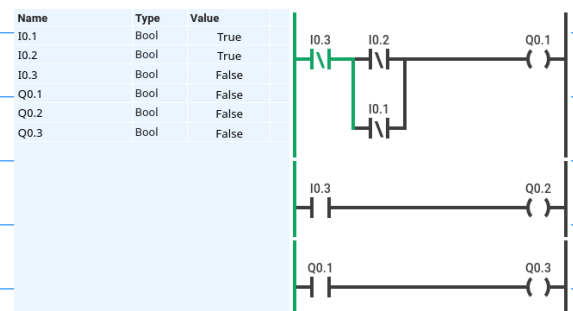 Name Type Value
I0.1 Bool True
I0.2 Bool True
I0.3 Bool False
Q0.1 Bool False
Q0.2 Bool False
Q0.3 Bool False
I0.3 I0.2 Q0.1
I0.1
I0.3 Q0.2
Q0.1 Q0.3